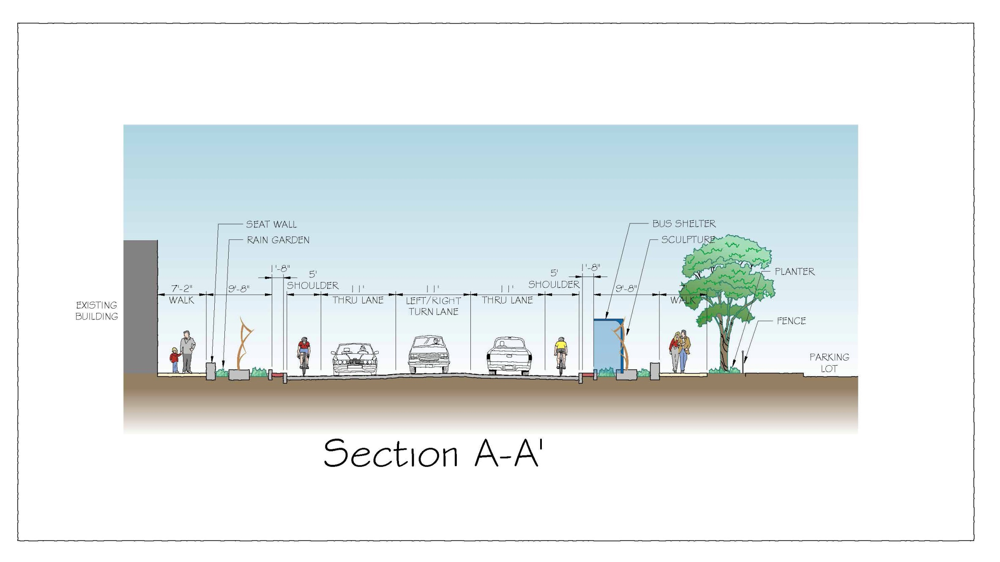 SEAT WALL
BUS SHELTER
RAIN GARDEN
SCULPTURE
1'-8"
5'
SHOULDER
5'
SHOULDER
1'-8"
PLANTER
7'-2"
WALK
9'-8"
11'
THRU LANE
11'
LEFT/RIGHT
TURN LANE
11'
THRU LANE
9'-8"
7'
WALK
EXISTING
BUILDING
FENCE
PARKING
LOT
Section A-A'